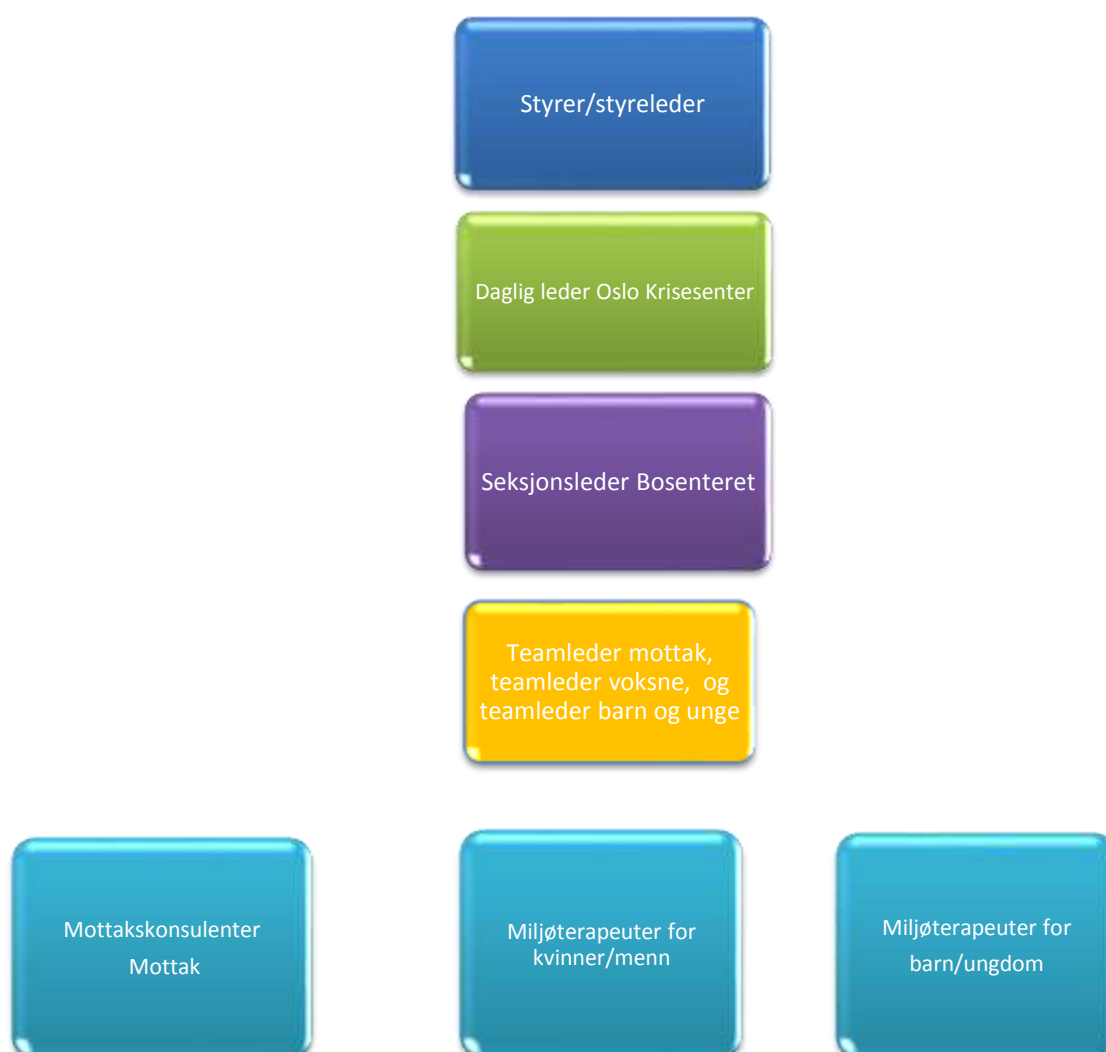 Styrer/styreleder
Daglig leder Oslo Krisesenter
Seksjonsleder Bosenteret
Teamleder mottak,
teamleder voksne, og
teamleder barn og unge
Mottakskonsulenter
Mottak
Miljøterapeuter for
kvinner/menn
Miljøterapeuter for
barn/ungdom